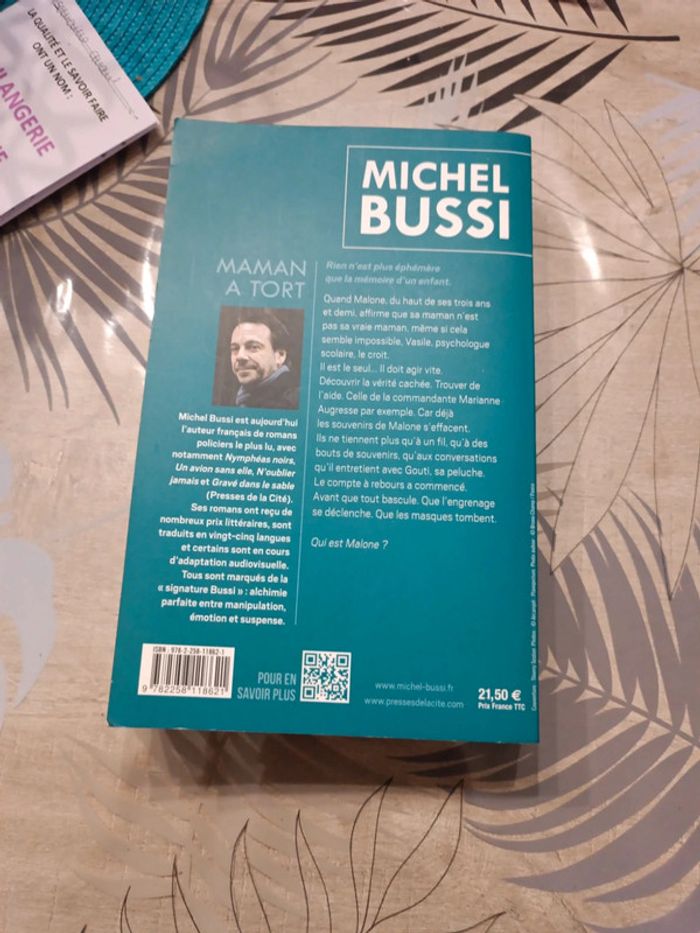 LA QUALITÉ ET LE SAVOIR FAIRE
ONT UN NOM :
MICHEL
BUSSI
MAMAN
A TORT
Rien n'est plus éphémère
que la mémoire d'un enfant.
Quand Malone, du haut de ses trois ans
et demi, affirme que sa maman n'est
pas sa vraie maman, même si cela
semble impossible, Vasile, psychologue
scolaire, le croit.
Il est le seul... Il doit agir vite.
Découvrir la vérité cachée. Trouver de
l'aide. Celle de la commandante Marianne
Augresse par exemple. Car déjà
les souvenirs de Malone s'effacent.
Ils ne tiennent plus qu'à un fil, qu'à des
bouts de souvenirs, qu'aux conversations
qu'il entretient avec Gouti, sa peluche.
Le compte à rebours a commencé.
Avant que tout bascule. Que l'engrenage
se déclenche. Que les masques tombent.
Qui est Malone ?
Michel Bussi est aujourd'hui
l'auteur français de romans
policiers le plus lu, avec
notamment Nymphéas noirs,
Un avion sans elle, N'oublier
jamais et Gravé dans le sable
(Presses de la Cité).
Ses romans ont reçu de
nombreux prix littéraires, sont
traduits en vingt-cinq langues
et certains sont en cours
d'adaptation audiovisuelle.
Tous sont marqués de la
« signature Bussi » : alchimie
parfaite entre manipulation,
émotion et suspense.
ISBN : 978-2-258-11862-1
9 782258 118621
POUR EN
SAVOIR PLUS
www.michel-bussi.fr
www.pressesdelacite.com
21,50 €
Prix France TTC